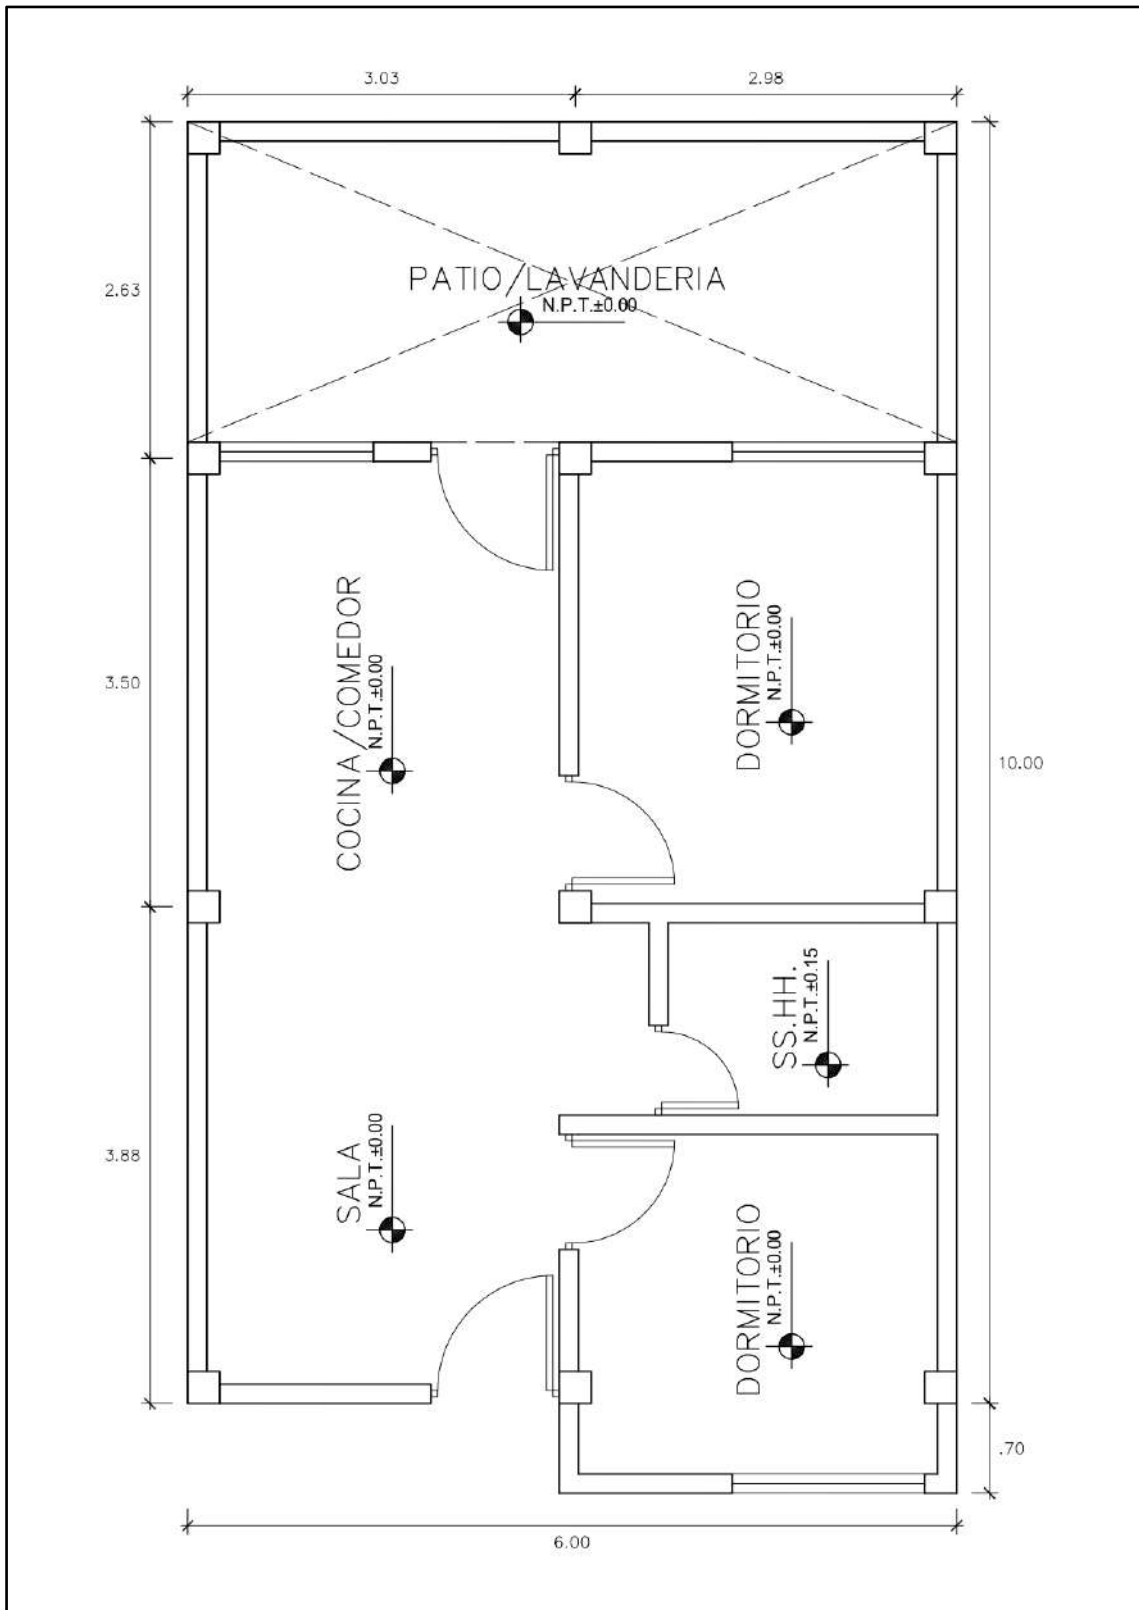 3.03
2.98
2.63
PATIO/LAVANDERIA
N.P.T.±0.00
3.50
COCINA/COMEDOR
N.P.T.±0.00
DORMITORIO
N.P.T.±0.00
10.00
SS.HH.
N.P.T.±0.15
3.88
SALA
N.P.T.±0.00
DORMITORIO
N.P.T.±0.00
.70
6.00